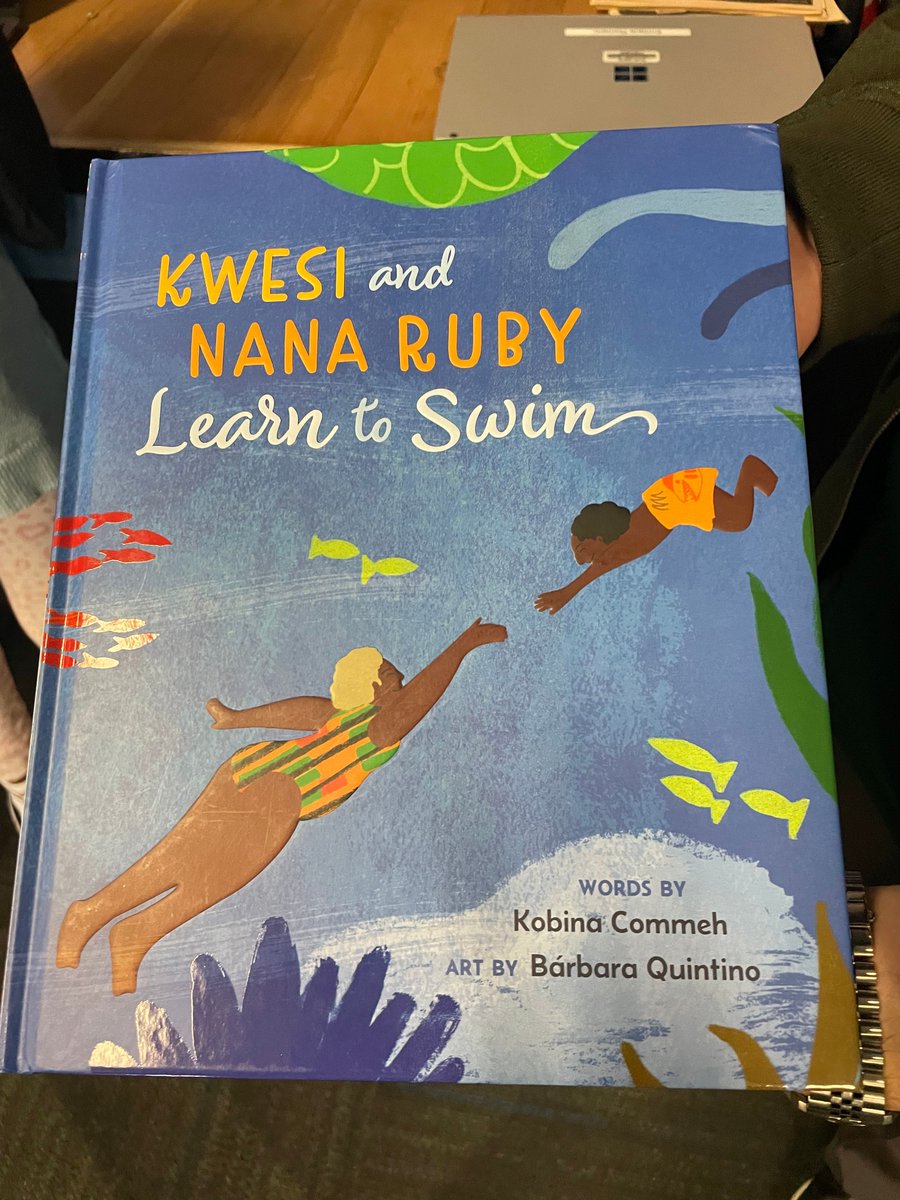 KWESI and
NANA RUBY
Learn to Swim
WORDS BY
Kobina Commeh
ART BY Bárbara Quintino